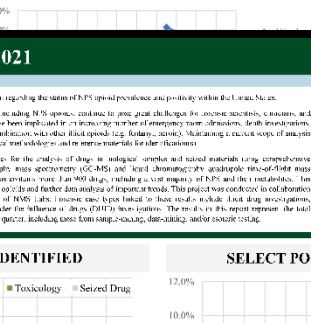 021
regarding the status of NPS opioid prevalence and positivity within the United States.
including NPS opioids, continue to pose great challenges for forensic scientists, clinicians, and
been implicated in an increasing number of emergency room admissions, death investigations,
combination with other illicit opioids (e.g. fentanyl, heroin). Maintaining a current scope of analysis
methodologies and reference materials for identification
for the analysis of drugs in biological samples and seized materials using comprehensive
mass spectrometry (GC-MS) and liquid chromatography quadrupole time-of-flight mass
contains more than 900 drugs, including a vast majority of NPS and their metabolites.
opioids and further data analysis of important trends. This project was conducted in collaboration
of NMS Labs. Forensic case types linked to these results include illicit drug investigations,
under the influence of drugs (DUID) investigations. The results in this report represent the total
quarter, including those from sample-mining, data-mining, and/or esoteric testing.
DENTIFIED
SELECT PO
Toxicology
Seized Drug
12.0%
10.0%